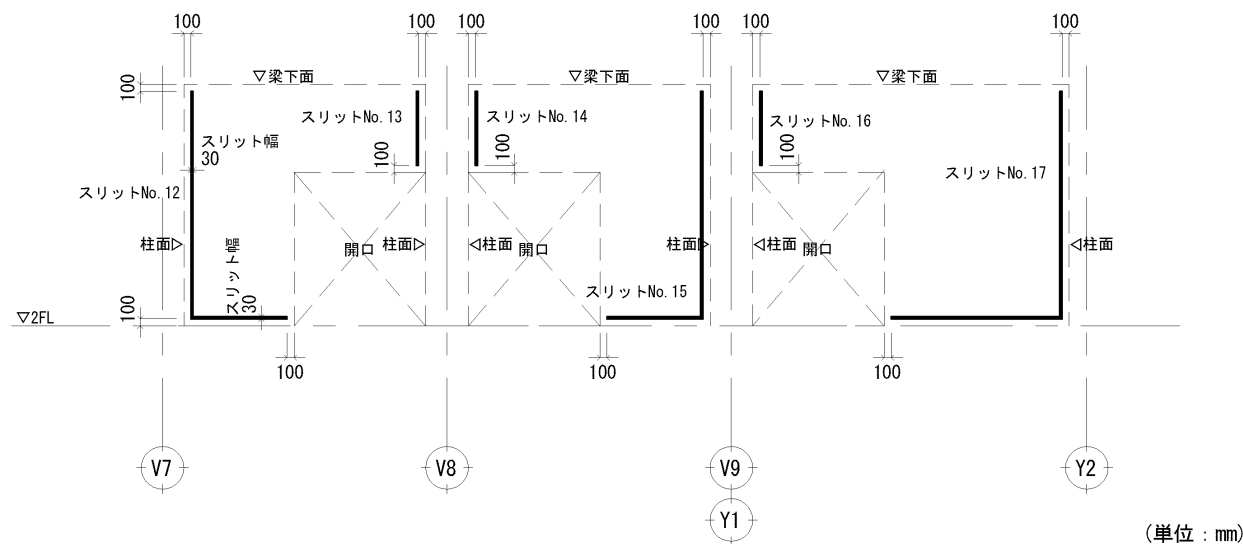 100 100 100 100 100 100
▽梁下面 ▽梁下面 ▽梁下面
100
スリットNo.13 スリットNo.14 スリットNo.16
スリット幅
30
100 100 100
スリットNo.12 スリットNo.17
柱面▷ 柱面▷ ◁柱面 柱面▷ ◁柱面 ◁柱面
開口 開口 開口
スリット幅
30
スリットNo.15
100
▽2FL
100 100 100
V7 V8 V9 Y2
Y1
(単位：mm)